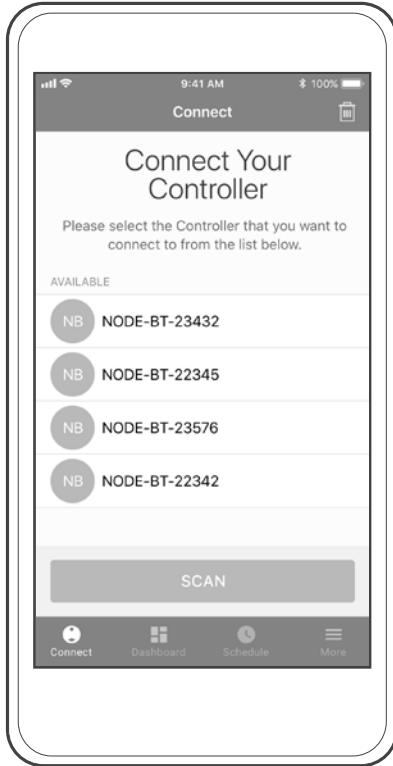 9:41 AM
100%
Connect
Connect Your
Controller
Please select the Controller that you want to
connect to from the list below.
AVAILABLE
NB NODE-BT-23432
NB NODE-BT-22345
NB NODE-BT-23576
NB NODE-BT-22342
SCAN
Connect Dashboard Schedule More